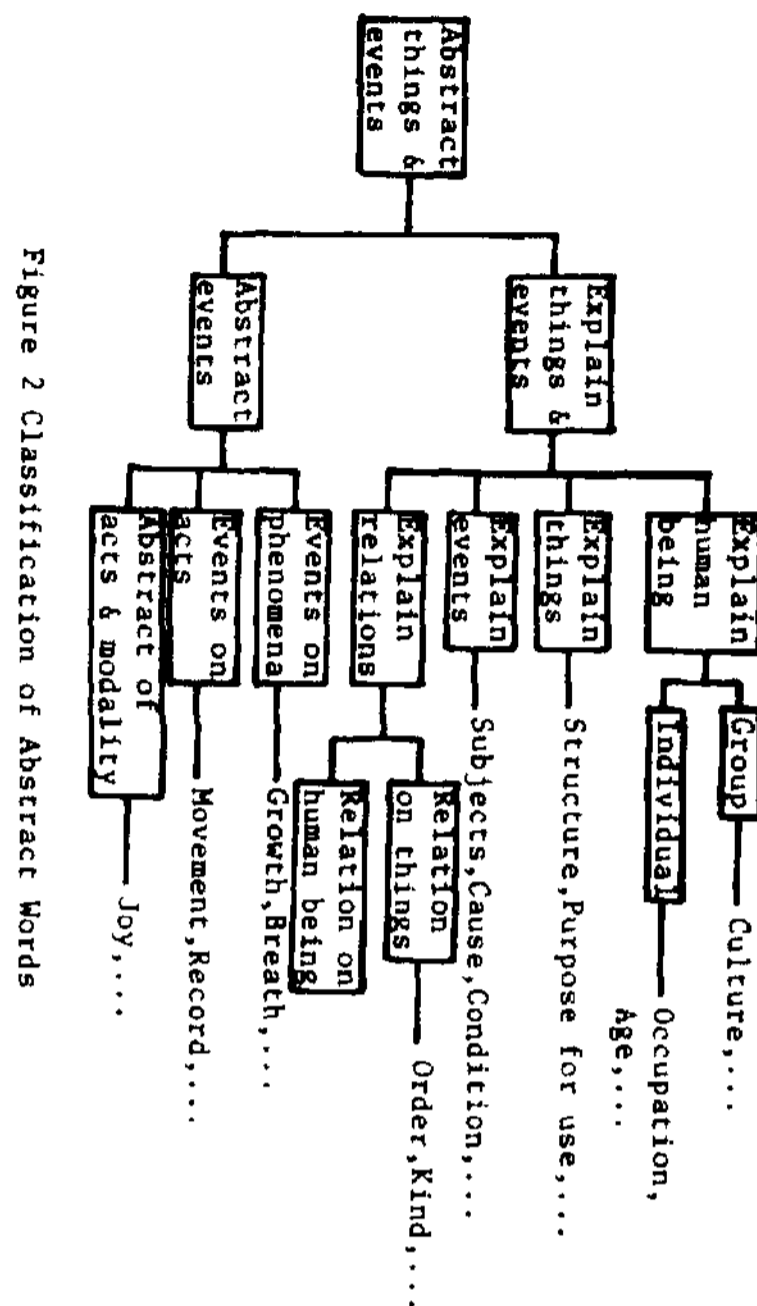 Abstract
things &
events
Explain
things &
events
Explain
human
being
Group
Culture,...
Individual
Occupation,
Age,...
Explain
things
Structure,Purpose for use,...
Explain
events
Subjects,Cause,Condition,...
Explain
relations
Relation
on things
Order,Kind,...
Relation on
human being
Abstract
events
Events on
phenomena
Growth,Breath,...
Events on
acts
Movement,Record,...
Abstract of
acts & modality
Joy,...
Figure 2 Classification of Abstract Words